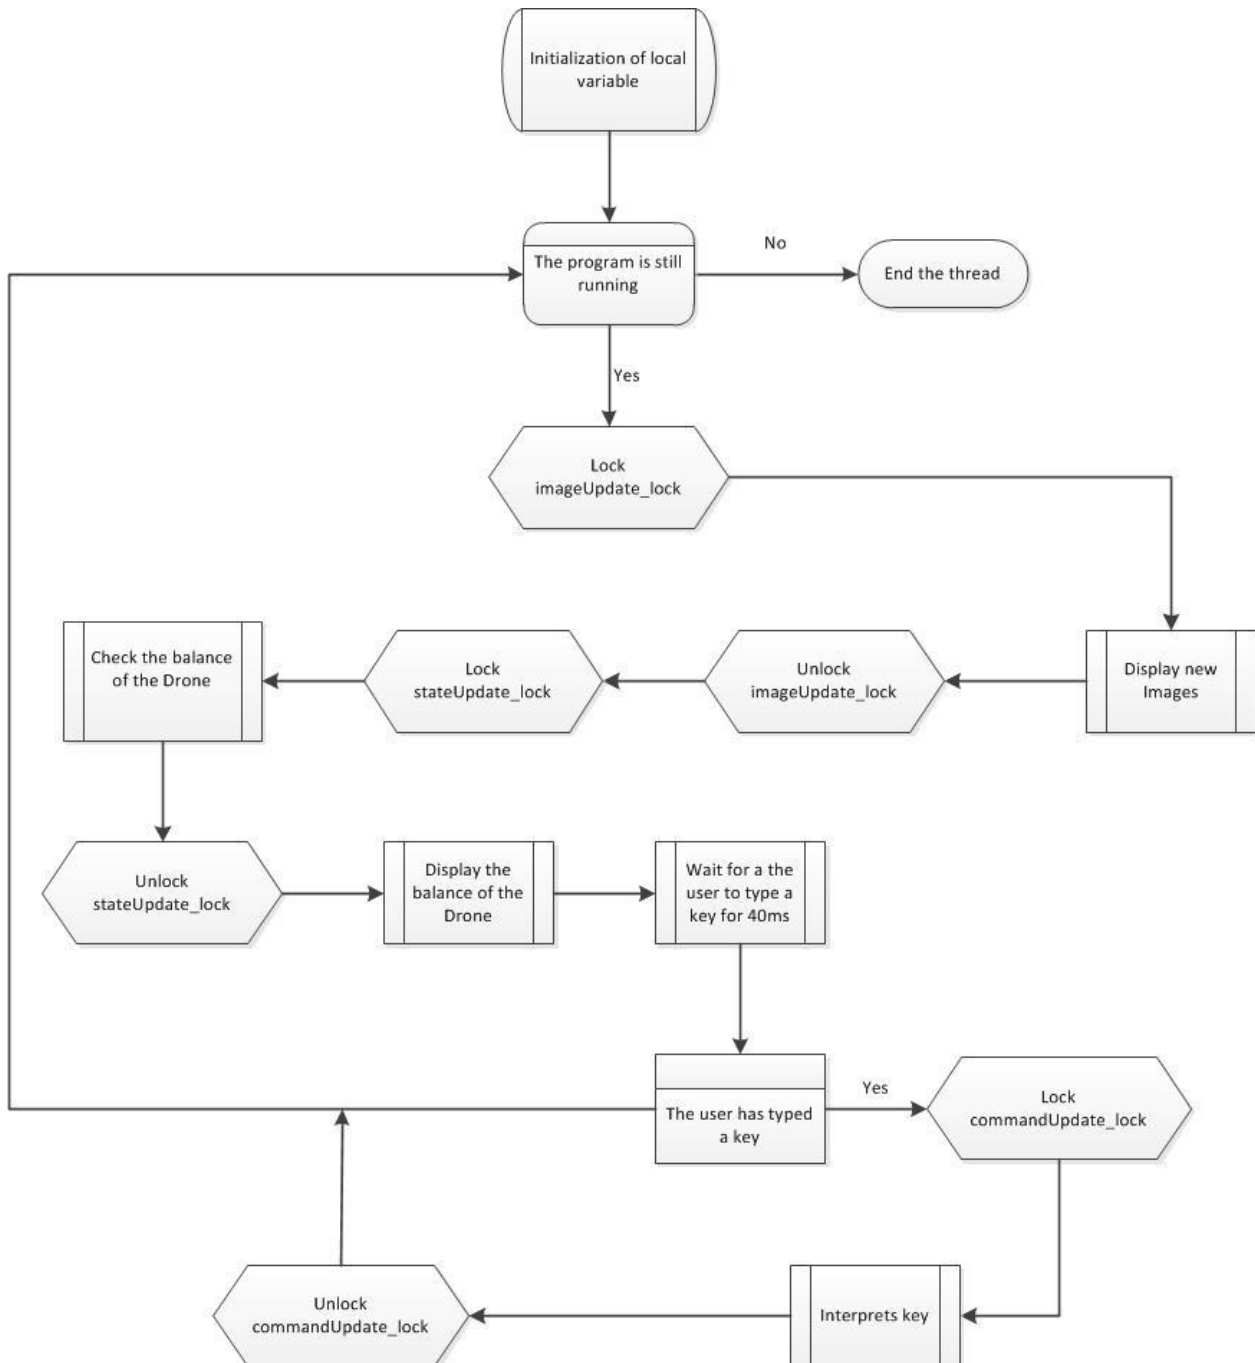 Initialization of local
variable
The program is still
running
No
End the thread
Yes
Lock
imageUpdate_lock
Display new
Images
Unlock
imageUpdate_lock
Lock
stateUpdate_lock
Check the balance
of the Drone
Unlock
stateUpdate_lock
Display the
balance of the
Drone
Wait for a the
user to type a
key for 40ms
The user has typed
a key
Yes
Lock
commandUpdate_lock
Interprets key
Unlock
commandUpdate_lock